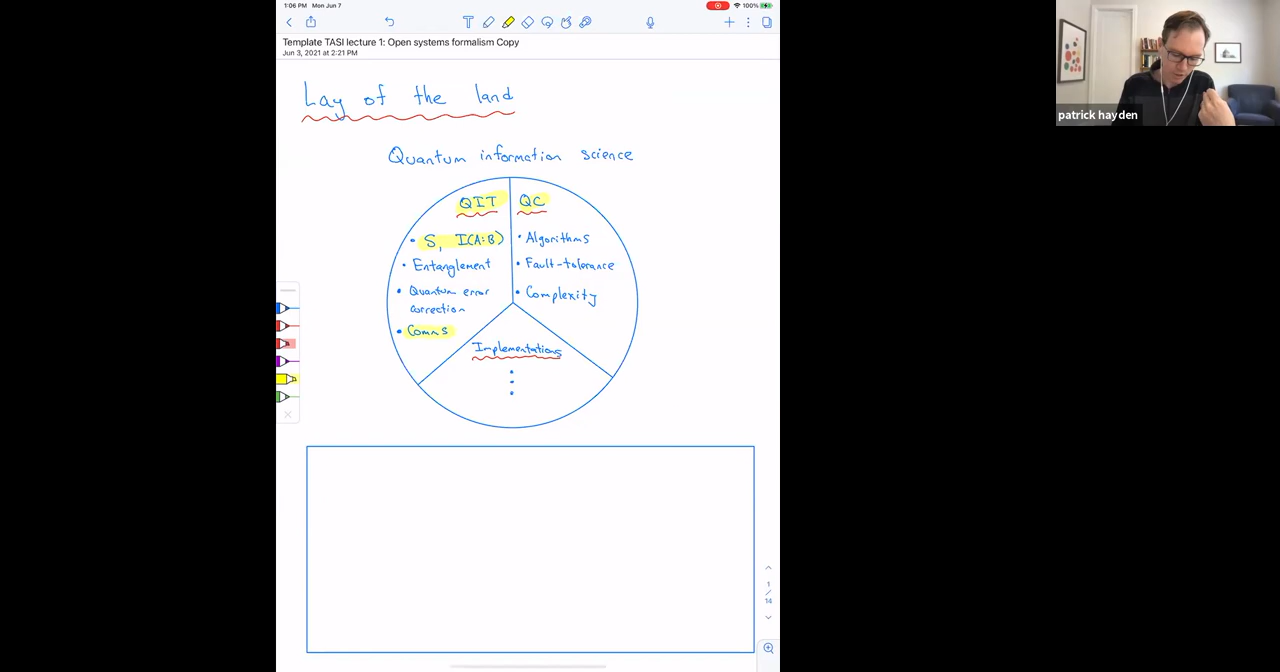 1:06 PM Mon Jun 7
100%
Template TASI lecture 1: Open systems formalism Copy
Jun 3, 2021 at 2:21 PM
Lay of the land
Quantum information science
QIT
• S, I(A:B)
• Entanglement
• Quantum error
correction
• Comms
QC
• Algorithms
• Fault-tolerance
• Complexity
Implementations
1
/
14
patrick hayden